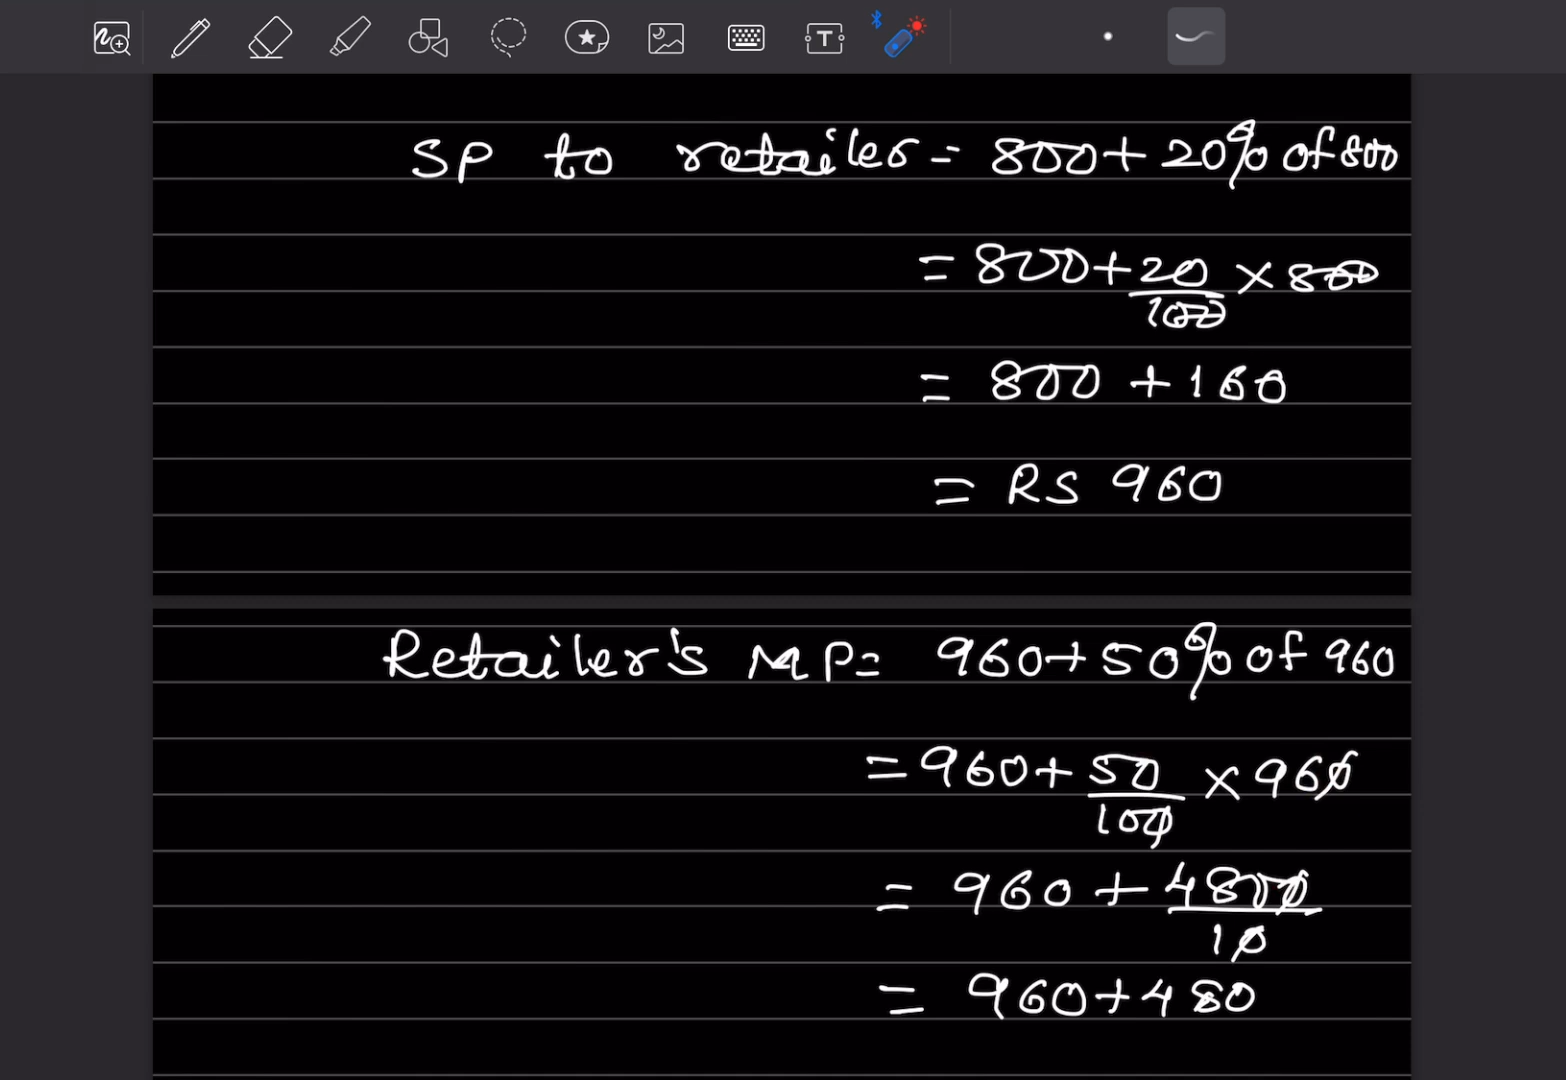 SP to retailer = 800 + 20% of 800
= 800 + 20/100 × 800
= 800 + 160
= RS 960
Retailer's MP = 960 + 50% of 960
= 960 + 50/100 × 960
= 960 + 4800/10
= 960 + 480